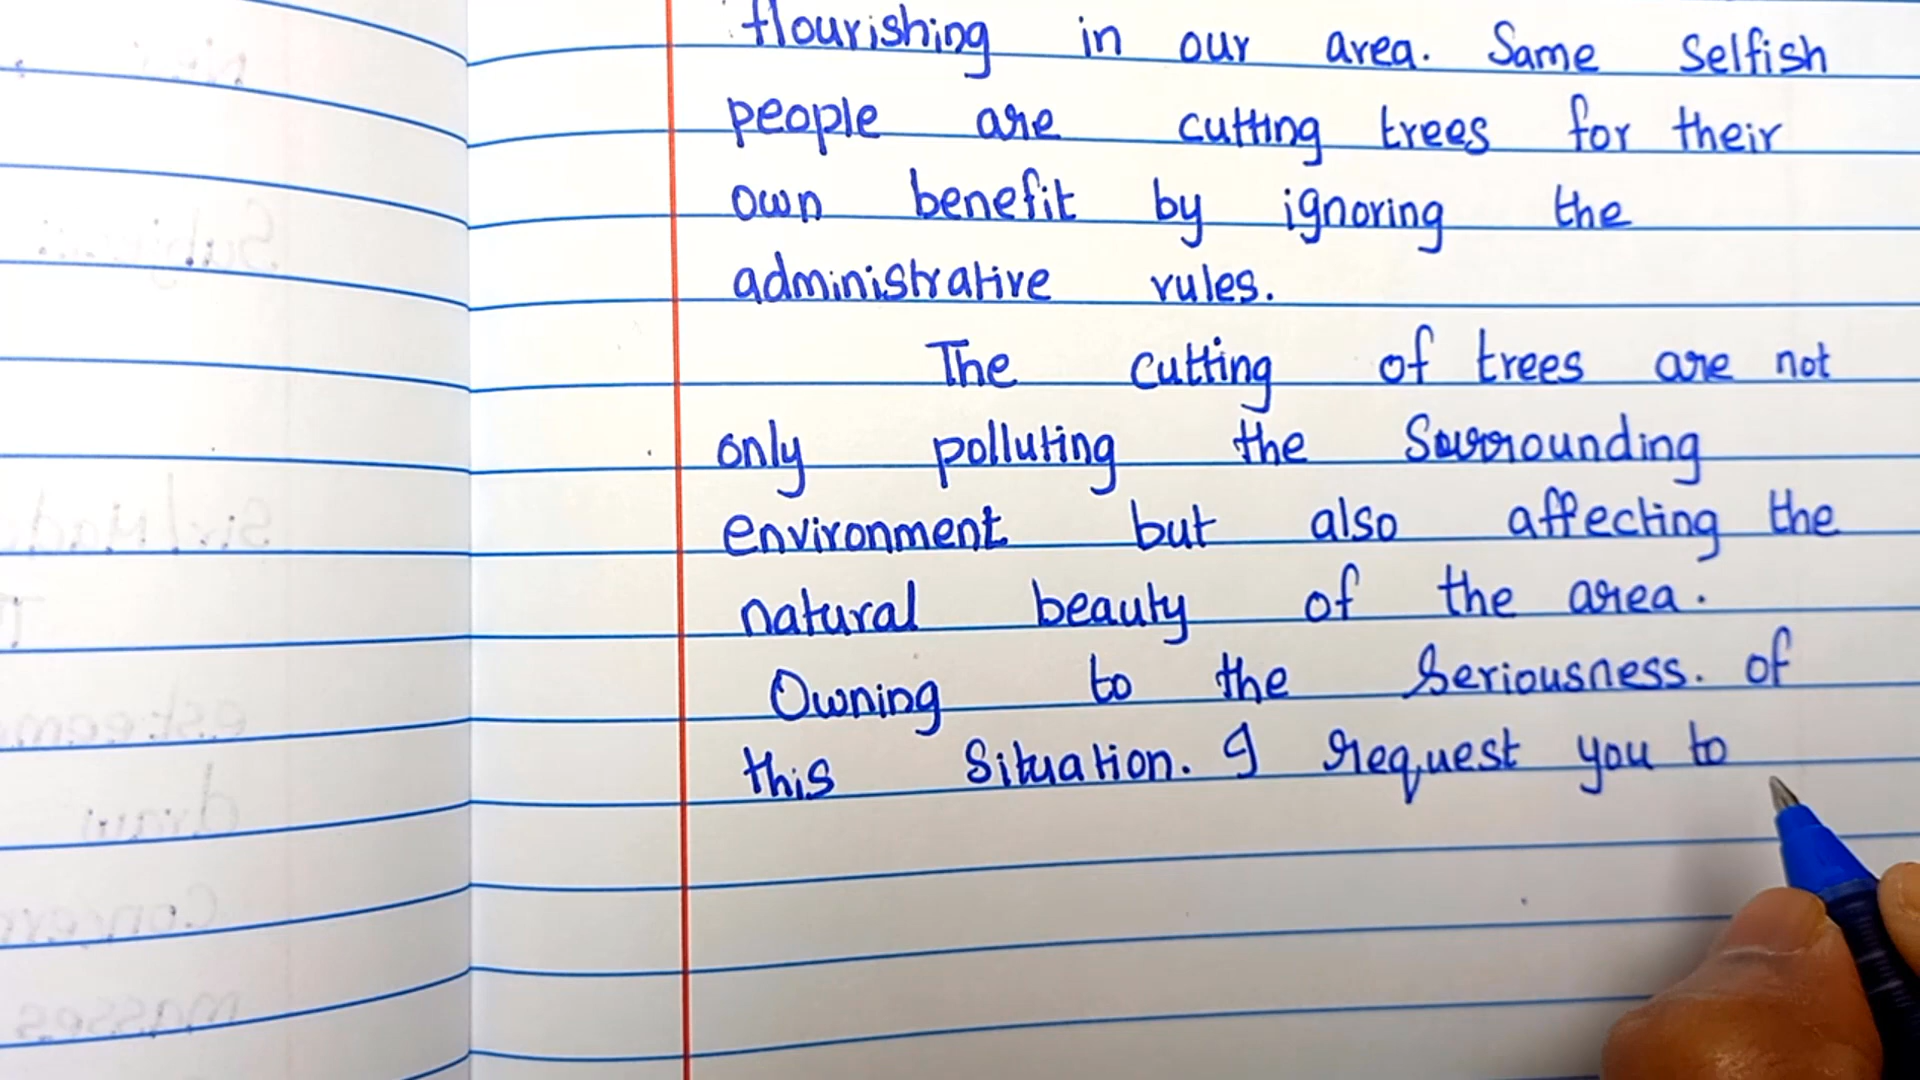 flourishing in our area. Same Selfish
people are cutting trees for their
own benefit by ignoring the
administrative rules.
The cutting of trees are not
only polluting the Surrounding
environment but also affecting the
natural beauty of the area.
Owning to the Seriousness. of
this Situation. I request you to